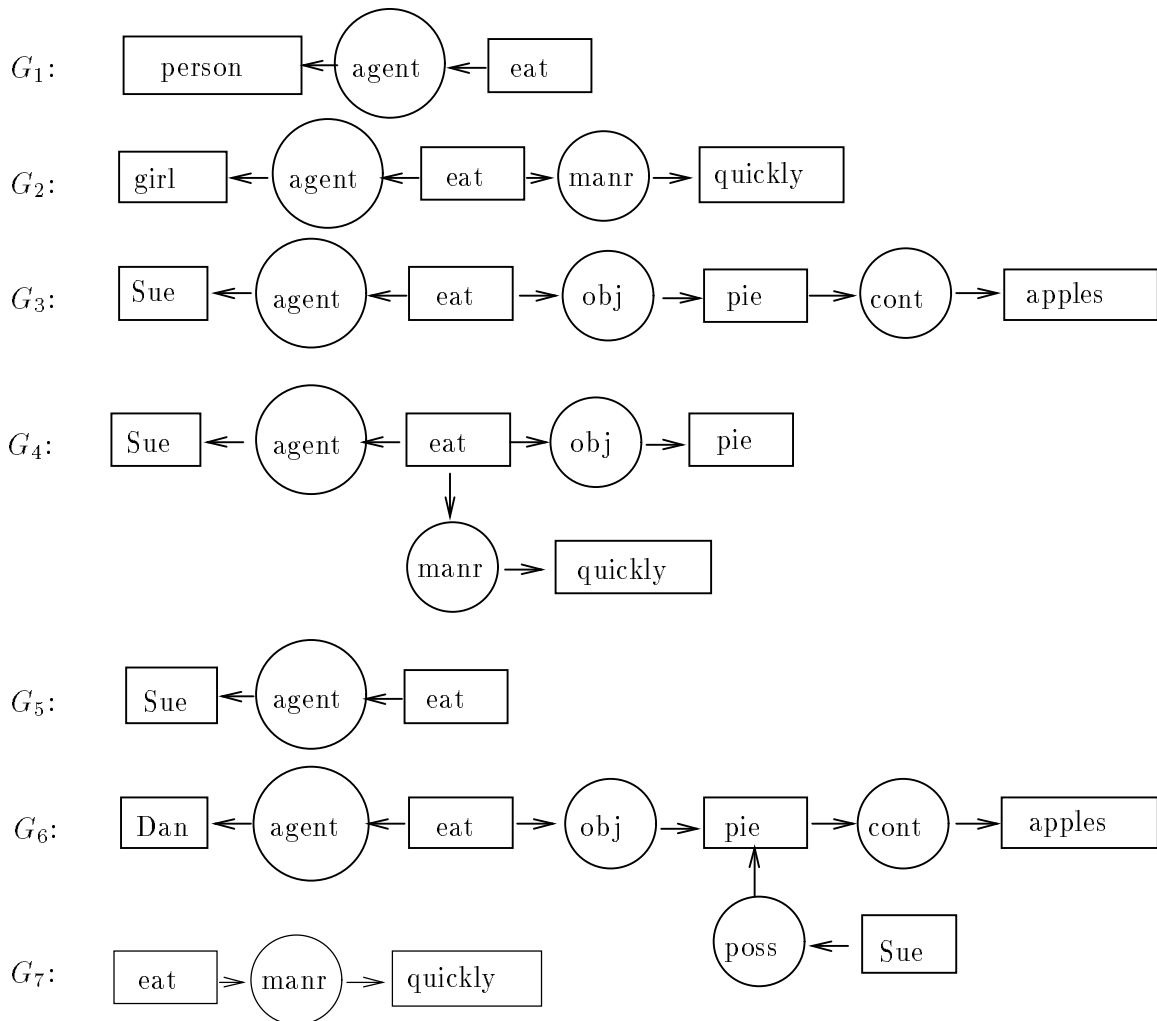 G1: person agent eat
G2: girl agent eat manr quickly
G3: Sue agent eat obj pie cont apples
G4: Sue agent eat obj pie
manr quickly
G5: Sue agent eat
G6: Dan agent eat obj pie cont apples
poss Sue
G7: eat manr quickly